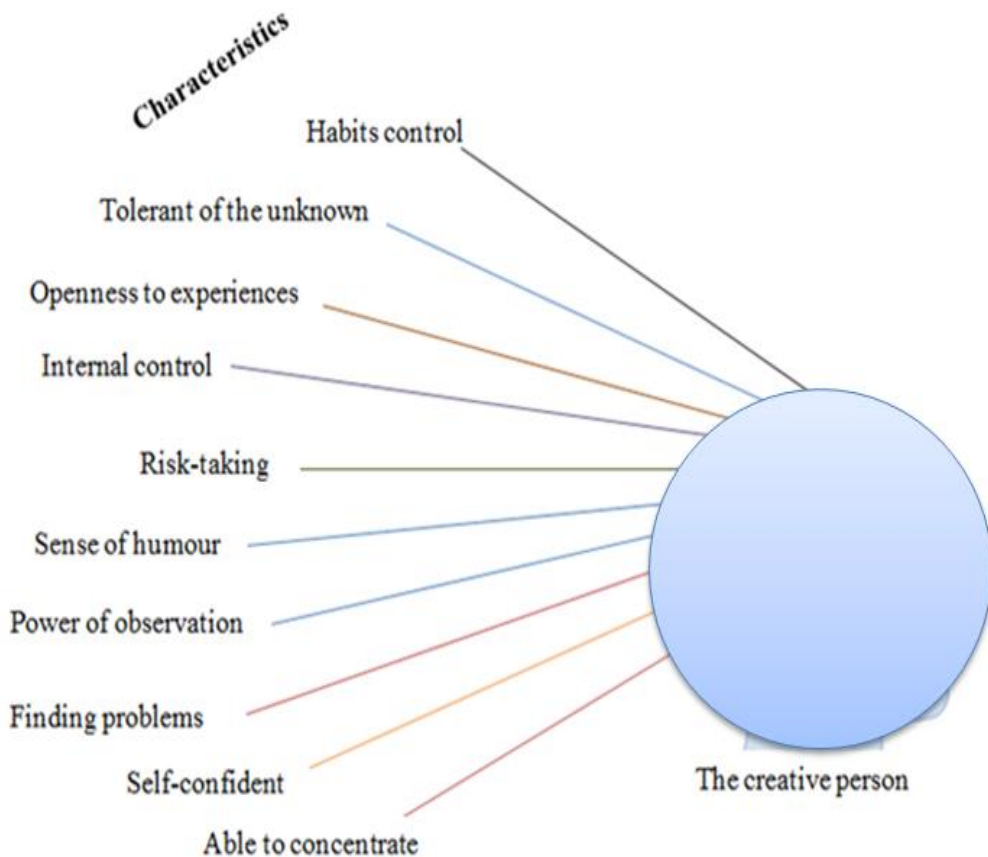 Characteristics
Habits control
Tolerant of the unknown
Openness to experiences
Internal control
Risk-taking
Sense of humour
Power of observation
Finding problems
Self-confident
The creative person
Able to concentrate